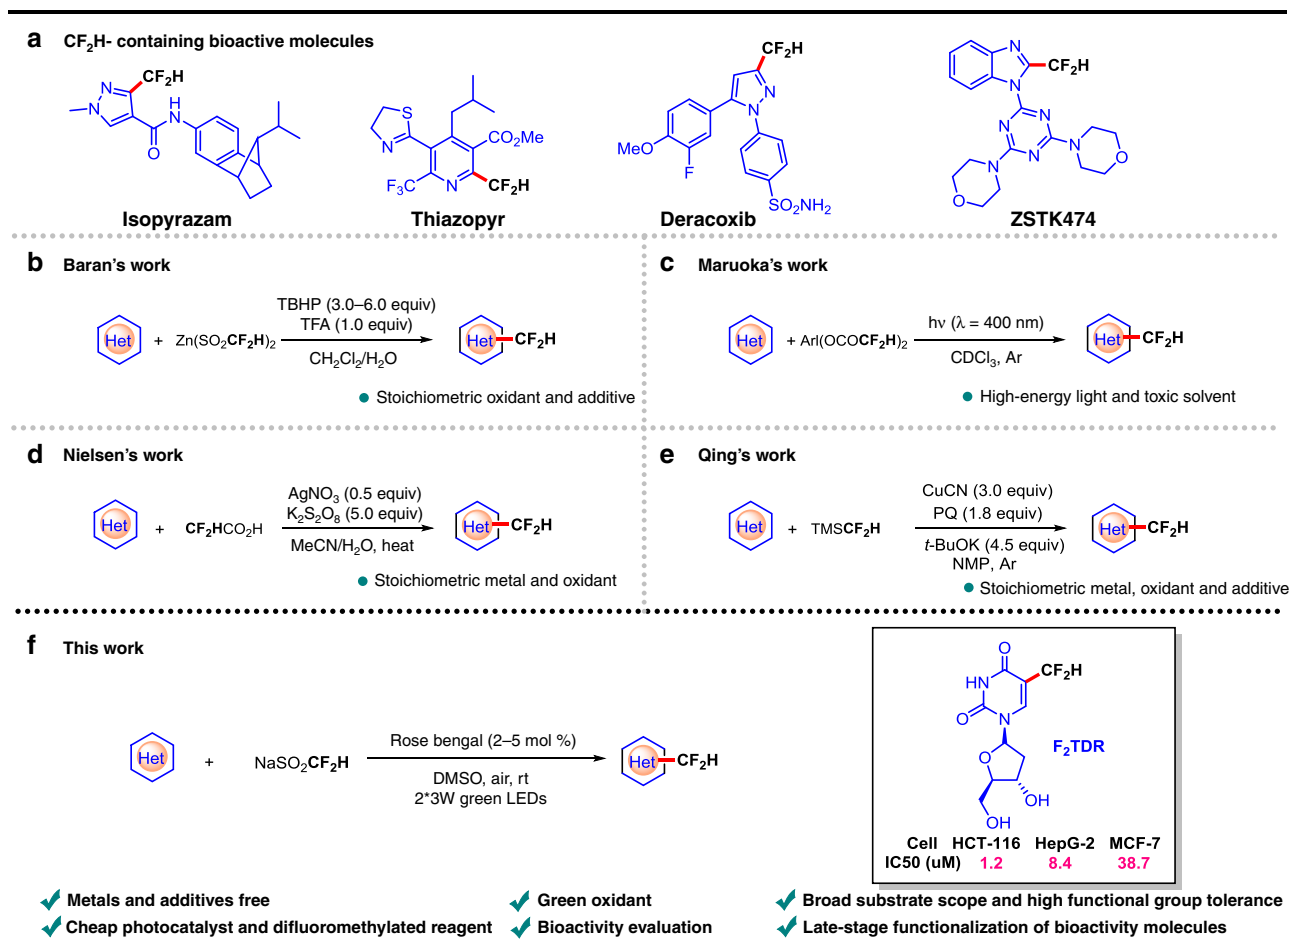 a CF₂H- containing bioactive molecules
CF₂H
N
N
H
N
O
Isopyrazam
S
N
CO₂Me
F₃C
N
CF₂H
Thiazopyr
CF₂H
N
N
MeO
F
SO₂NH₂
Deracoxib
N
CF₂H
N
N
N
N
N
N
O
O
ZSTK474
b Baran’s work
Het
+ Zn(SO₂CF₂H)₂
TBHP (3.0–6.0 equiv)
TFA (1.0 equiv)
CH₂Cl₂/H₂O
Het
CF₂H
Stoichiometric oxidant and additive
c Maruoka’s work
Het
+ ArI(OCOCF₂H)₂
hν (λ = 400 nm)
CDCl₃, Ar
Het
CF₂H
High-energy light and toxic solvent
d Nielsen’s work
Het
+ CF₂HCO₂H
AgNO₃ (0.5 equiv)
K₂S₂O₈ (5.0 equiv)
MeCN/H₂O, heat
Het
CF₂H
Stoichiometric metal and oxidant
e Qing’s work
Het
+ TMSCF₂H
CuCN (3.0 equiv)
PQ (1.8 equiv)
t-BuOK (4.5 equiv)
NMP, Ar
Het
CF₂H
Stoichiometric metal, oxidant and additive
f This work
Het
+ NaSO₂CF₂H
Rose bengal (2–5 mol %)
DMSO, air, rt
2*3W green LEDs
Het
CF₂H
O
CF₂H
HN
O
N
F₂TDR
O
OH
OH
Cell HCT-116 HepG-2 MCF-7
IC50 (uM) 1.2 8.4 38.7
Metals and additives free
Green oxidant
Broad substrate scope and high functional group tolerance
Cheap photocatalyst and difluoromethylated reagent
Bioactivity evaluation
Late-stage functionalization of bioactivity molecules